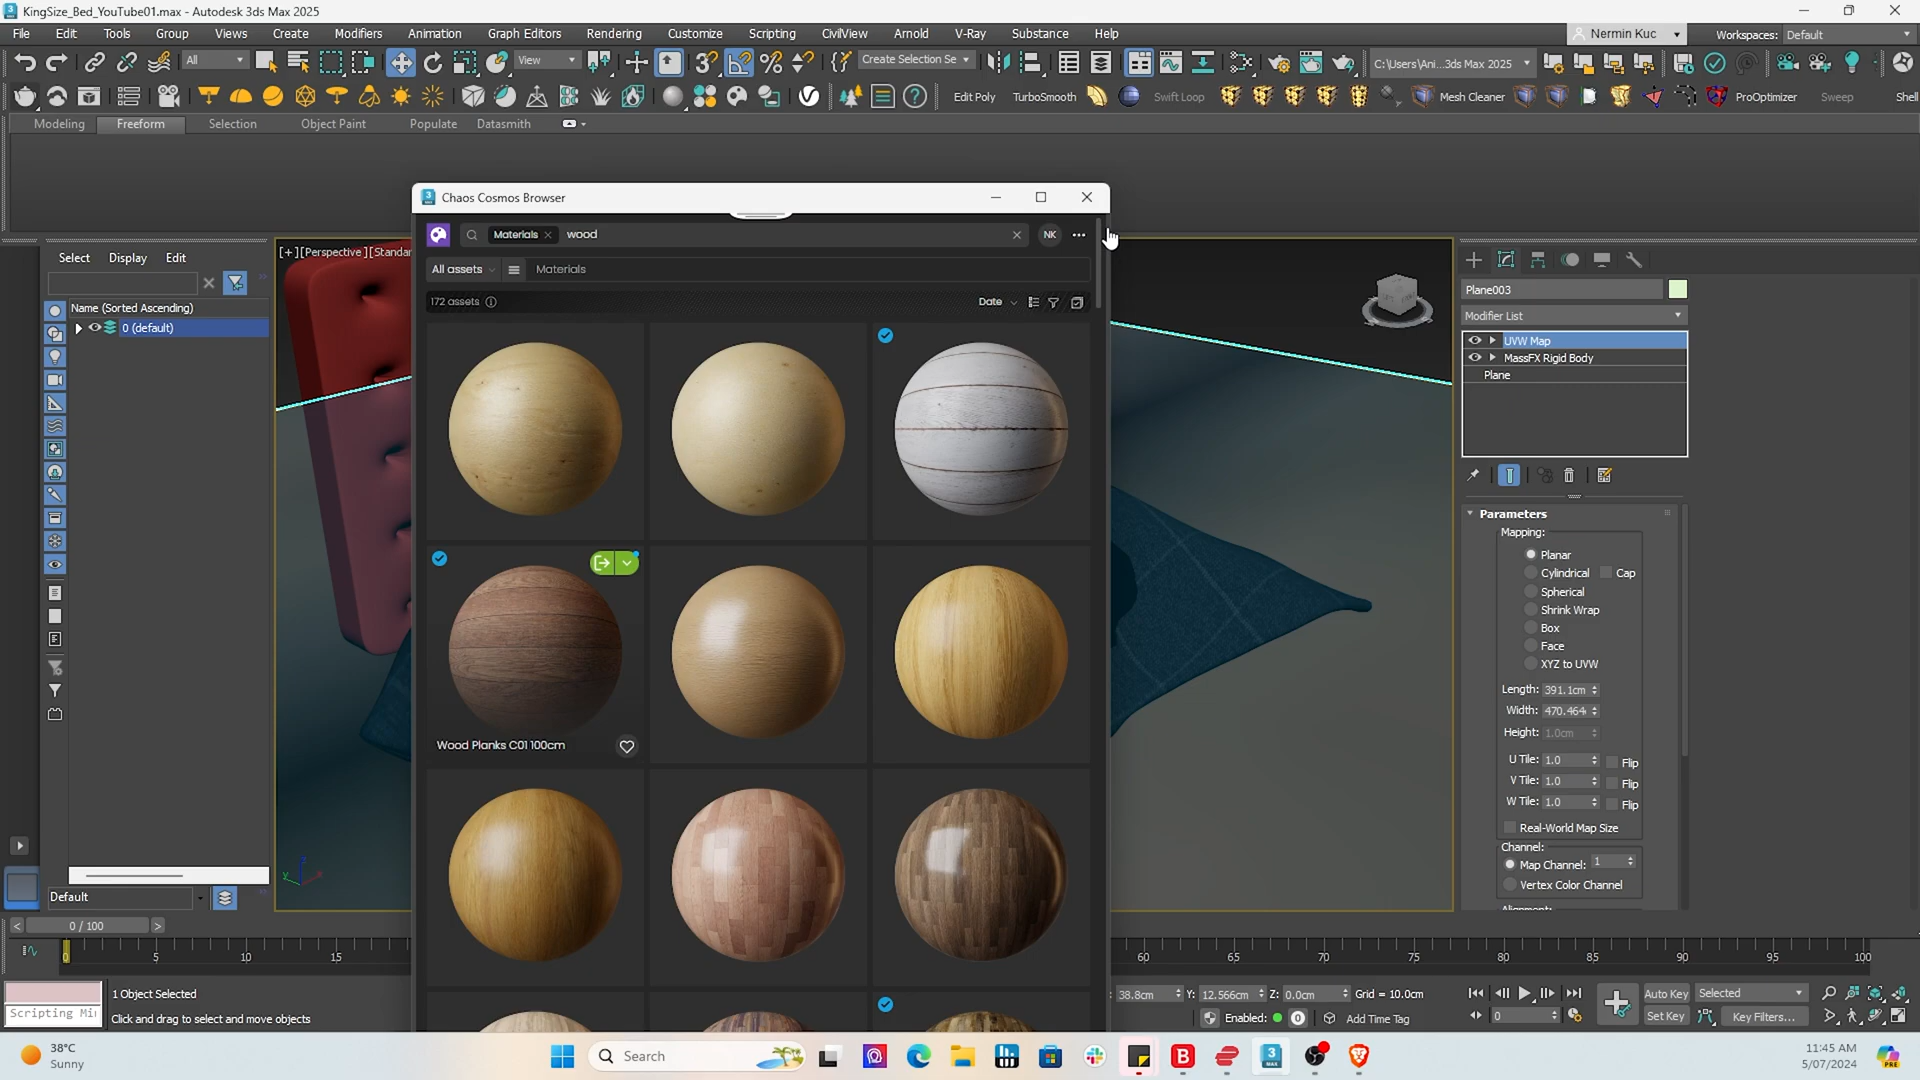 KingSize_Bed_YouTube01.max - Autodesk 3ds Max 2025
File Edit Tools Group Views Create Modifiers Animation Graph Editors Rendering Customize Scripting CivilView Arnold V-Ray Substance Help
Nermin Kuc
Workspaces: Default
All
View
Create Selection Se
C:\Users\Ani...3ds Max 2025
Edit Poly TurboSmooth Swift Loop Mesh Cleaner ProOptimizer Sweep Shell
Modeling Freeform Selection Object Paint Populate Datasmith
Chaos Cosmos Browser
Materials wood
NK
All assets Materials
172 assets
Date
Wood Planks C01 100cm
Select Display Edit
[+] [Perspective] [Standar
Name (Sorted Ascending)
0 (default)
Default
Plane003
Modifier List
UVW Map
MassFX Rigid Body
Plane
Parameters
Mapping:
Planar
Cylindrical Cap
Spherical
Shrink Wrap
Box
Face
XYZ to UVW
Length: 391.1cm
Width: 470.464
Height: 1.0cm
U Tile: 1.0 Flip
V Tile: 1.0 Flip
W Tile: 1.0 Flip
Real-World Map Size
Channel:
Map Channel: 1
Vertex Color Channel
Alignment:
0 / 100
0 5 10 15 60 65 70 75 80 85 90 95 100
1 Object Selected
Scripting Mi
Click and drag to select and move objects
38.8cm Y: 12.566cm Z: 0.0cm Grid = 10.0cm
Enabled: 0 Add Time Tag
Auto Key Selected
Set Key Key Filters...
0
38°C
Sunny
Search
11:45 AM
5/07/2024